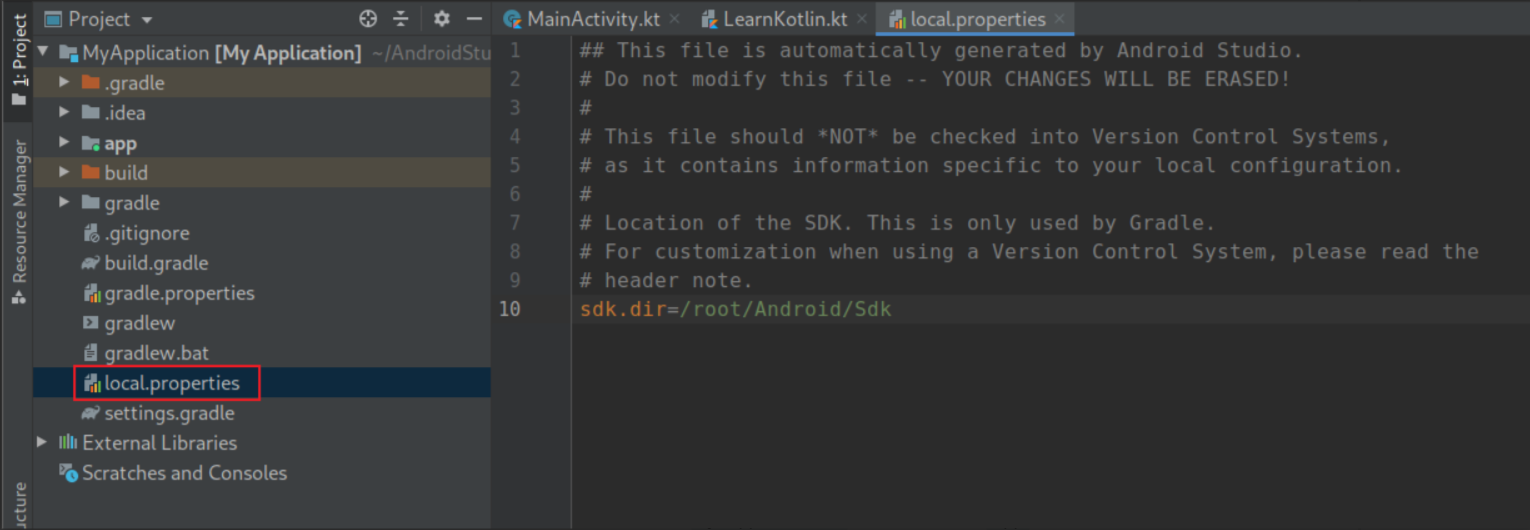 Project
MainActivity.kt
LearnKotlin.kt
local.properties
1: Project
Resource Manager
ucture
MyApplication [My Application] ~/AndroidStu
.gradle
.idea
app
build
gradle
.gitignore
build.gradle
gradle.properties
gradlew
gradlew.bat
local.properties
settings.gradle
External Libraries
Scratches and Consoles
1 ## This file is automatically generated by Android Studio.
2 # Do not modify this file -- YOUR CHANGES WILL BE ERASED!
3 #
4 # This file should *NOT* be checked into Version Control Systems,
5 # as it contains information specific to your local configuration.
6 #
7 # Location of the SDK. This is only used by Gradle.
8 # For customization when using a Version Control System, please read the
9 # header note.
10 sdk.dir=/root/Android/Sdk